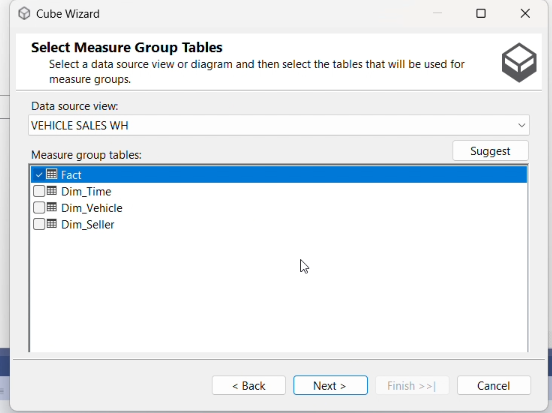 Cube Wizard
Select Measure Group Tables
Select a data source view or diagram and then select the tables that will be used for
measure groups.
Data source view:
VEHICLE SALES WH
Suggest
Measure group tables:
Fact
Dim_Time
Dim_Vehicle
Dim_Seller
< Back
Next >
Finish >>|
Cancel